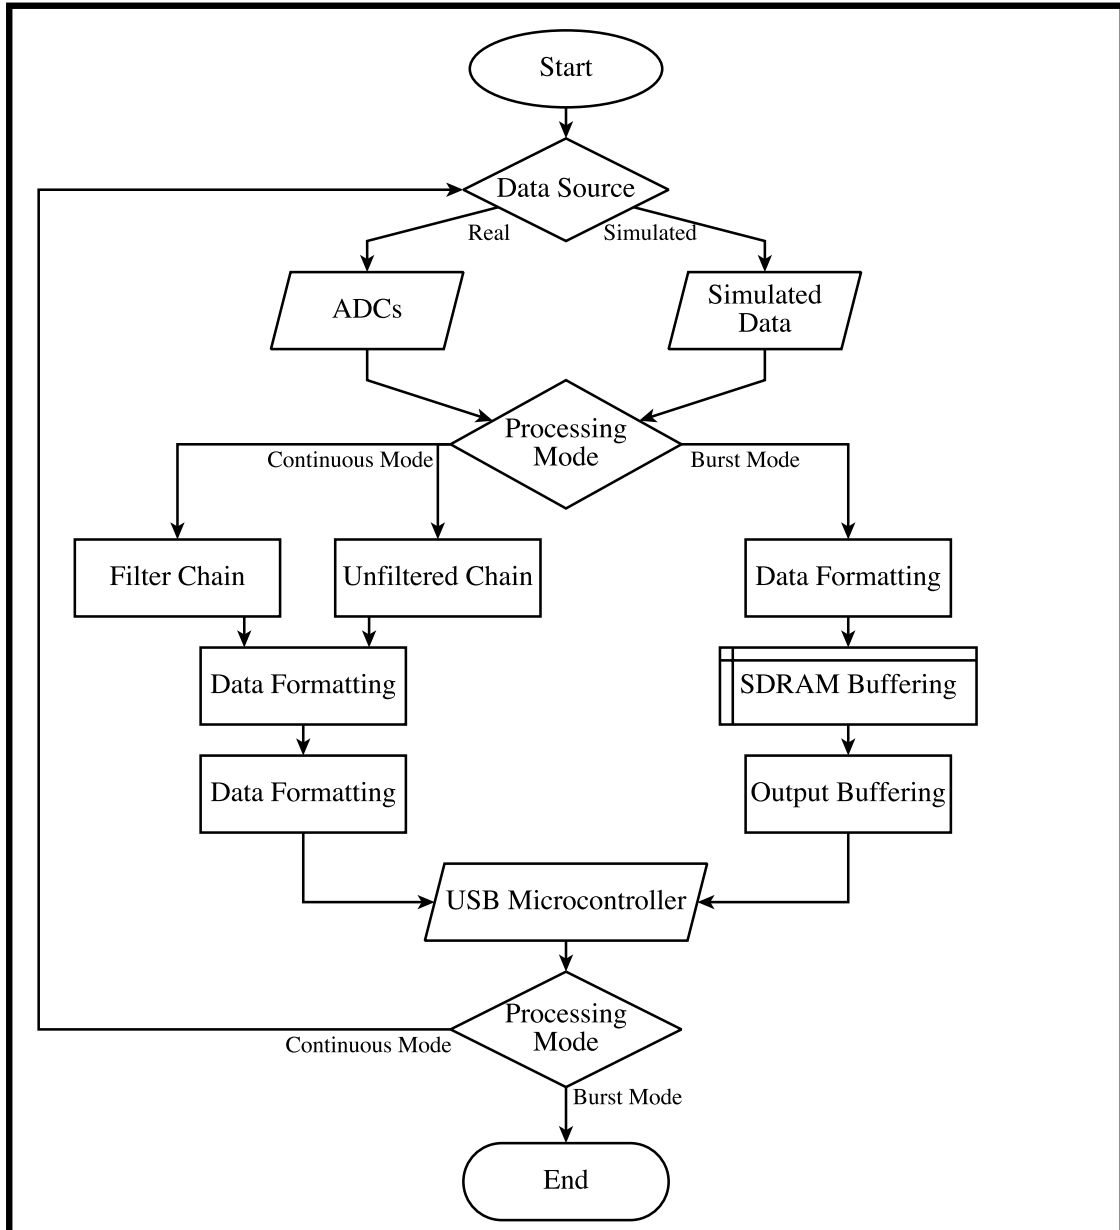 Start
Data Source
Real
Simulated
ADCs
Simulated
Data
Processing
Mode
Continuous Mode
Burst Mode
Filter Chain
Unfiltered Chain
Data Formatting
Data Formatting
SDRAM Buffering
Data Formatting
Output Buffering
USB Microcontroller
Processing
Mode
Continuous Mode
Burst Mode
End